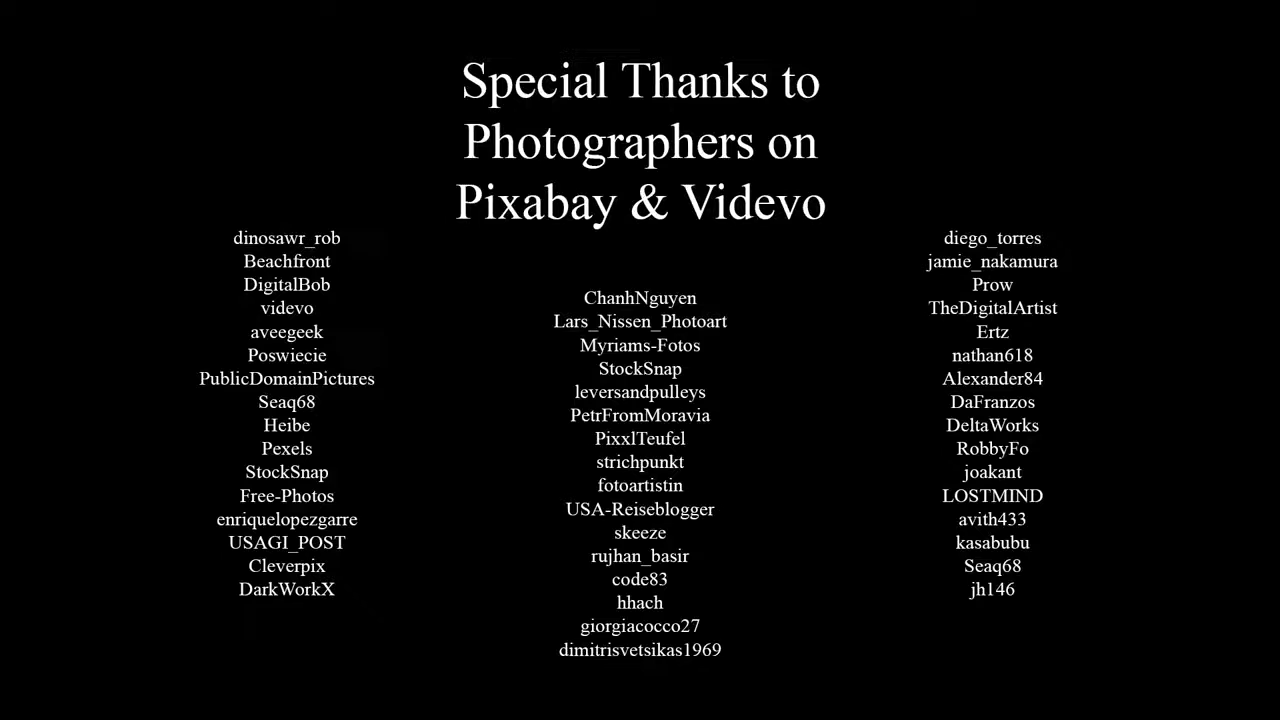 Special Thanks to
Photographers on
Pixabay & Videvo
dinosawr_rob
Beachfront
DigitalBob
videvo
aveegeek
Poswiecie
PublicDomainPictures
Seaq68
Heibe
Pexels
StockSnap
Free-Photos
enriquelopezgarre
USAGI_POST
Cleverpix
DarkWorkX
ChanhNguyen
Lars_Nissen_Photoart
Myriams-Fotos
StockSnap
leversandpulleys
PetrFromMoravia
PixxlTeufel
strichpunkt
fotoartistin
USA-Reiseblogger
skeeze
rujhan_basir
code83
hhach
giorgiacocco27
dimitrisvetsikas1969
diego_torres
jamie_nakamura
Prow
TheDigitalArtist
Ertz
nathan618
Alexander84
DaFranzos
DeltaWorks
RobbyFo
joakant
LOSTMIND
avith433
kasabubu
Seaq68
jh146